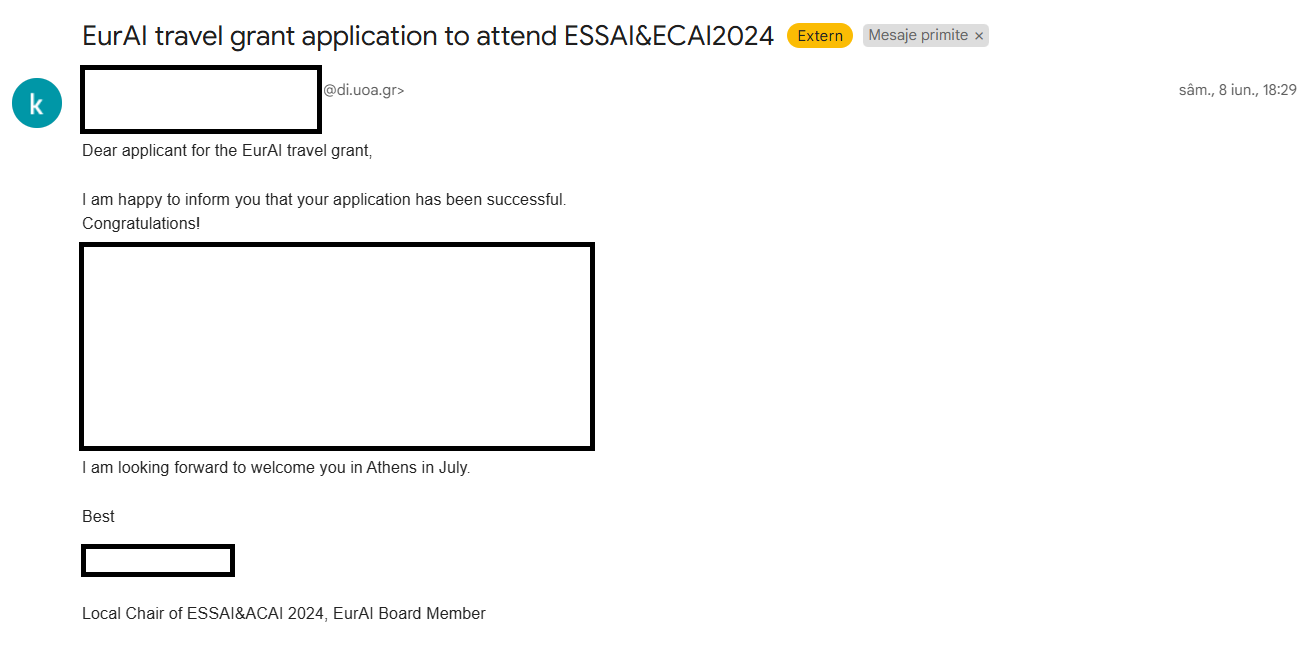 EurAI travel grant application to attend ESSAI&ECAI2024 Extern Mesaje primite ×
k
@di.uoa.gr>
sâm., 8 iun., 18:29
Dear applicant for the EurAI travel grant,
I am happy to inform you that your application has been successful.
Congratulations!
I am looking forward to welcome you in Athens in July.
Best
Local Chair of ESSAI&ACAI 2024, EurAI Board Member